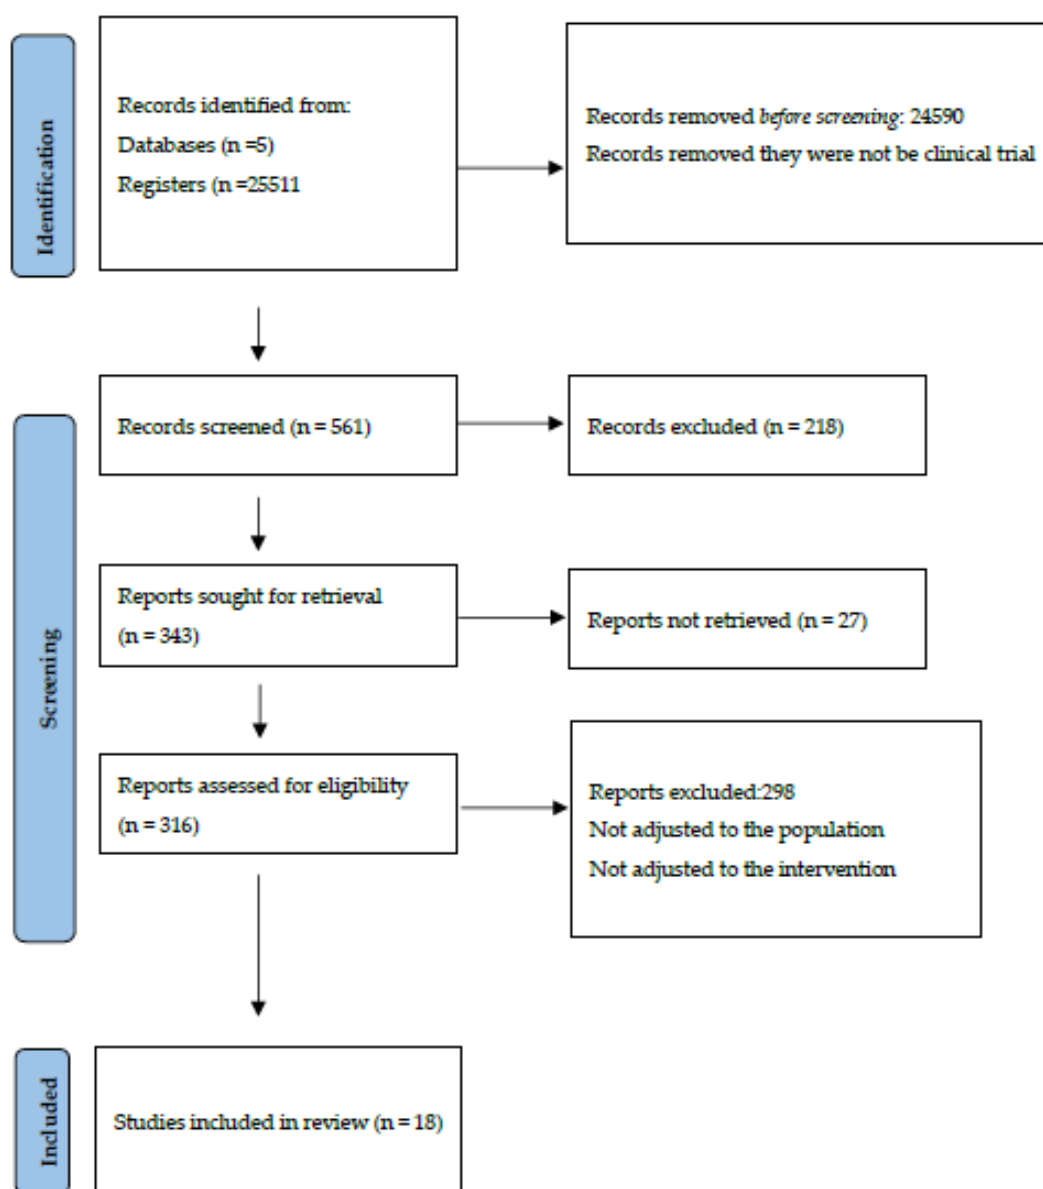 Identification
Records identified from:
Databases (n =5)
Registers (n =25511
Records removed before screening: 24590
Records removed they were not be clinical trial
Screening
Records screened (n = 561)
Records excluded (n = 218)
Reports sought for retrieval
(n = 343)
Reports not retrieved (n = 27)
Reports assessed for eligibility
(n = 316)
Reports excluded:298
Not adjusted to the population
Not adjusted to the intervention
Included
Studies included in review (n = 18)